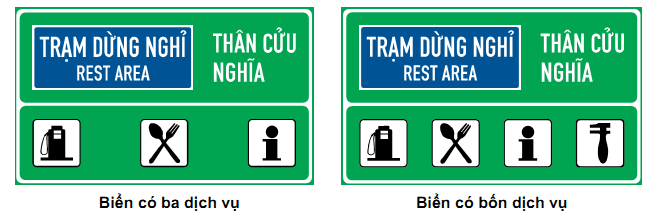 TRẠM DỪNG NGHỈ
REST AREA
THÂN CỬU
NGHĨA
TRẠM DỪNG NGHỈ
REST AREA
THÂN CỬU
NGHĨA
Biển có ba dịch vụ
Biển có bốn dịch vụ